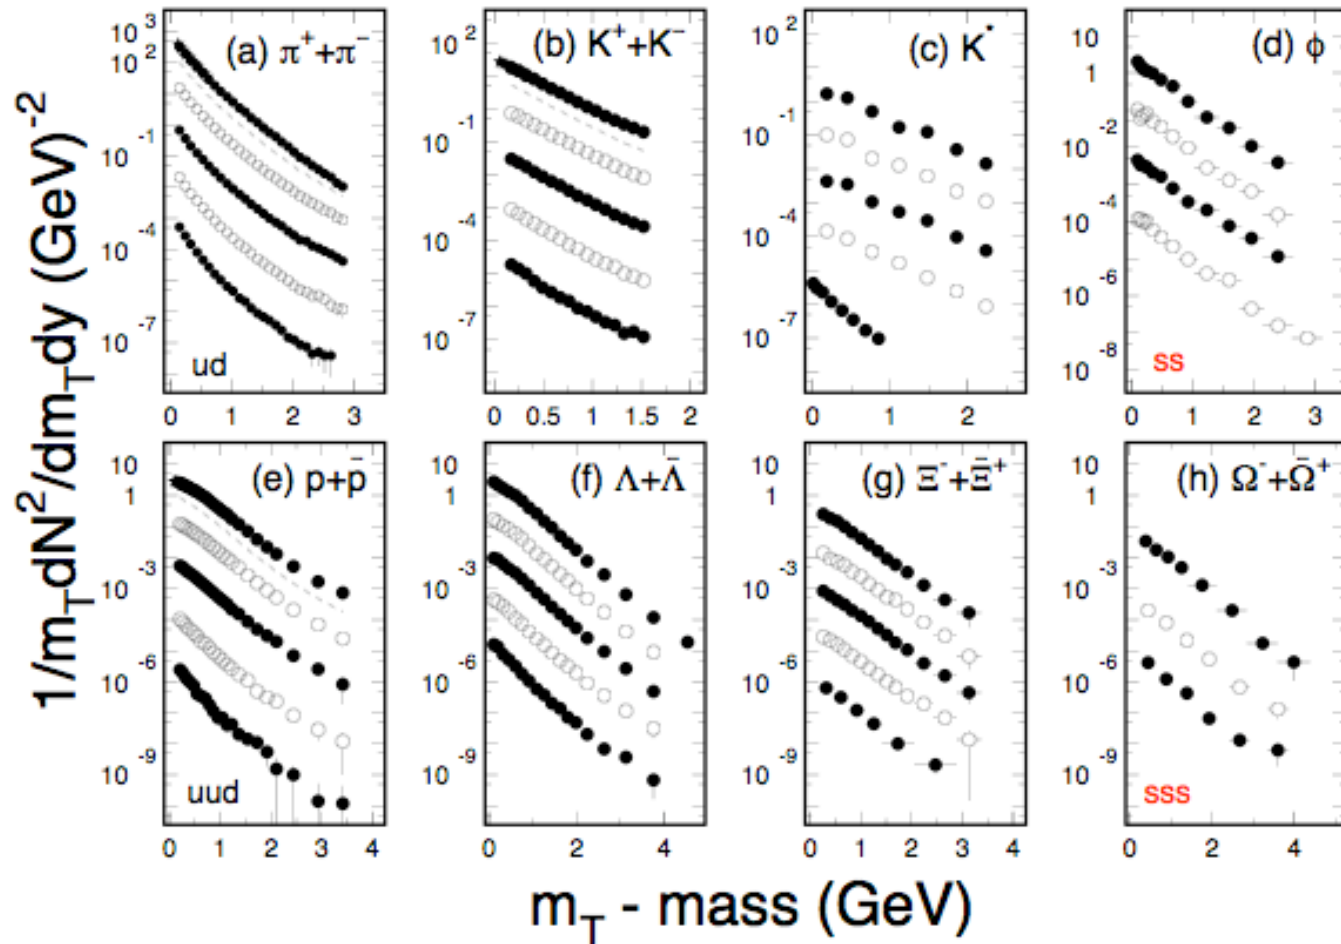 1/m_T dN²/dm_T dy (GeV)⁻²
(a) π⁺+π⁻
10³
10²
10⁻¹
10⁻⁴
10⁻⁷
ud
0 1 2 3
(b) K⁺+K⁻
10²
10⁻¹
10⁻⁴
10⁻⁷
0 0.5 1 1.5 2
(c) K*
10²
10⁻¹
10⁻⁴
10⁻⁷
0 1 2
(d) ϕ
10
1
10⁻²
10⁻⁴
10⁻⁶
10⁻⁸
ss
0 1 2 3
(e) p+p̄
10
1
10⁻³
10⁻⁶
10⁻⁹
uud
0 1 2 3 4
(f) Λ+Λ̄
10
1
10⁻³
10⁻⁶
10⁻⁹
0 2 4
(g) Ξ⁻+Ξ̄⁺
10
1
10⁻³
10⁻⁶
10⁻⁹
0 1 2 3 4
(h) Ω⁻+Ω̄⁺
10
1
10⁻³
10⁻⁶
10⁻⁹
sss
0 2 4
m_T - mass (GeV)